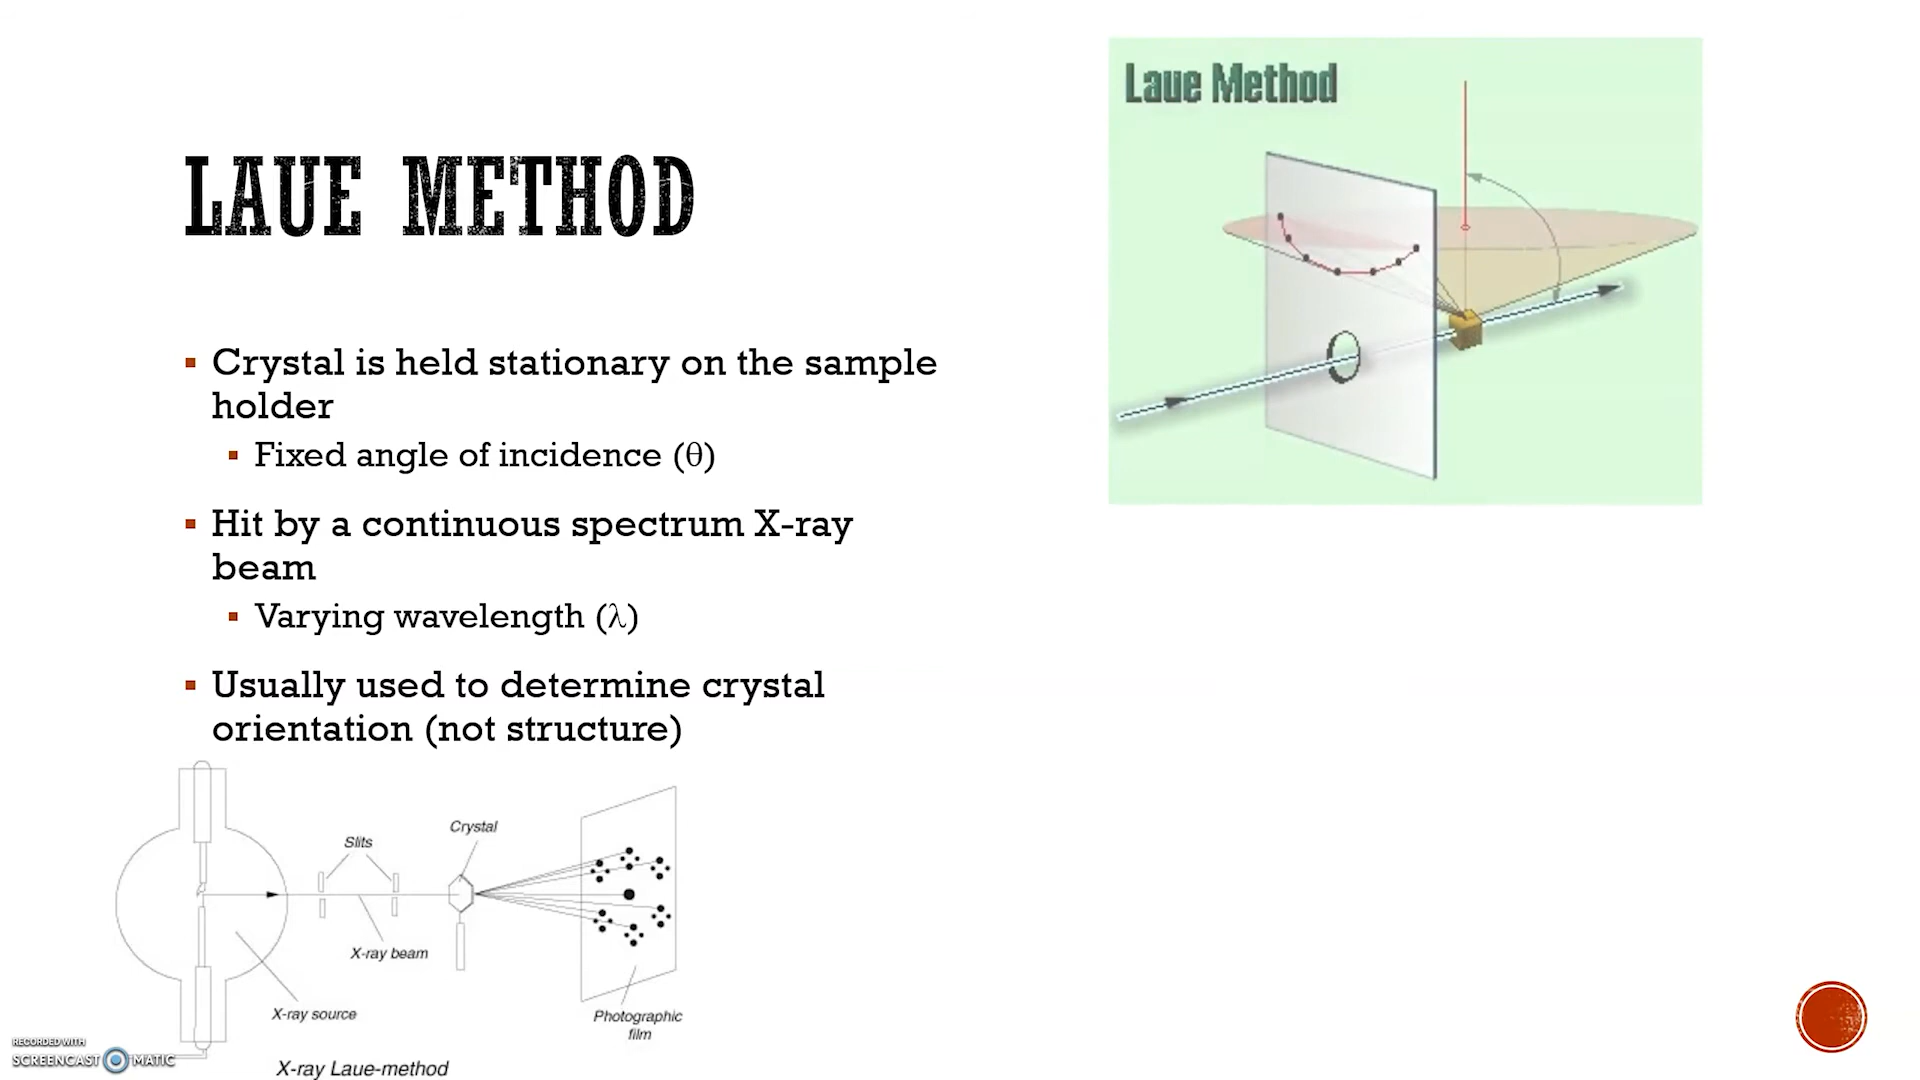 Laue Method
LAUE METHOD
Crystal is held stationary on the sample
holder
Fixed angle of incidence (θ)
Hit by a continuous spectrum X-ray
beam
Varying wavelength (λ)
Usually used to determine crystal
orientation (not structure)
Crystal
Slits
X-ray beam
X-ray source
Photographic
film
X-ray Laue-method
RECORDED WITH
SCREENCAST MATIC